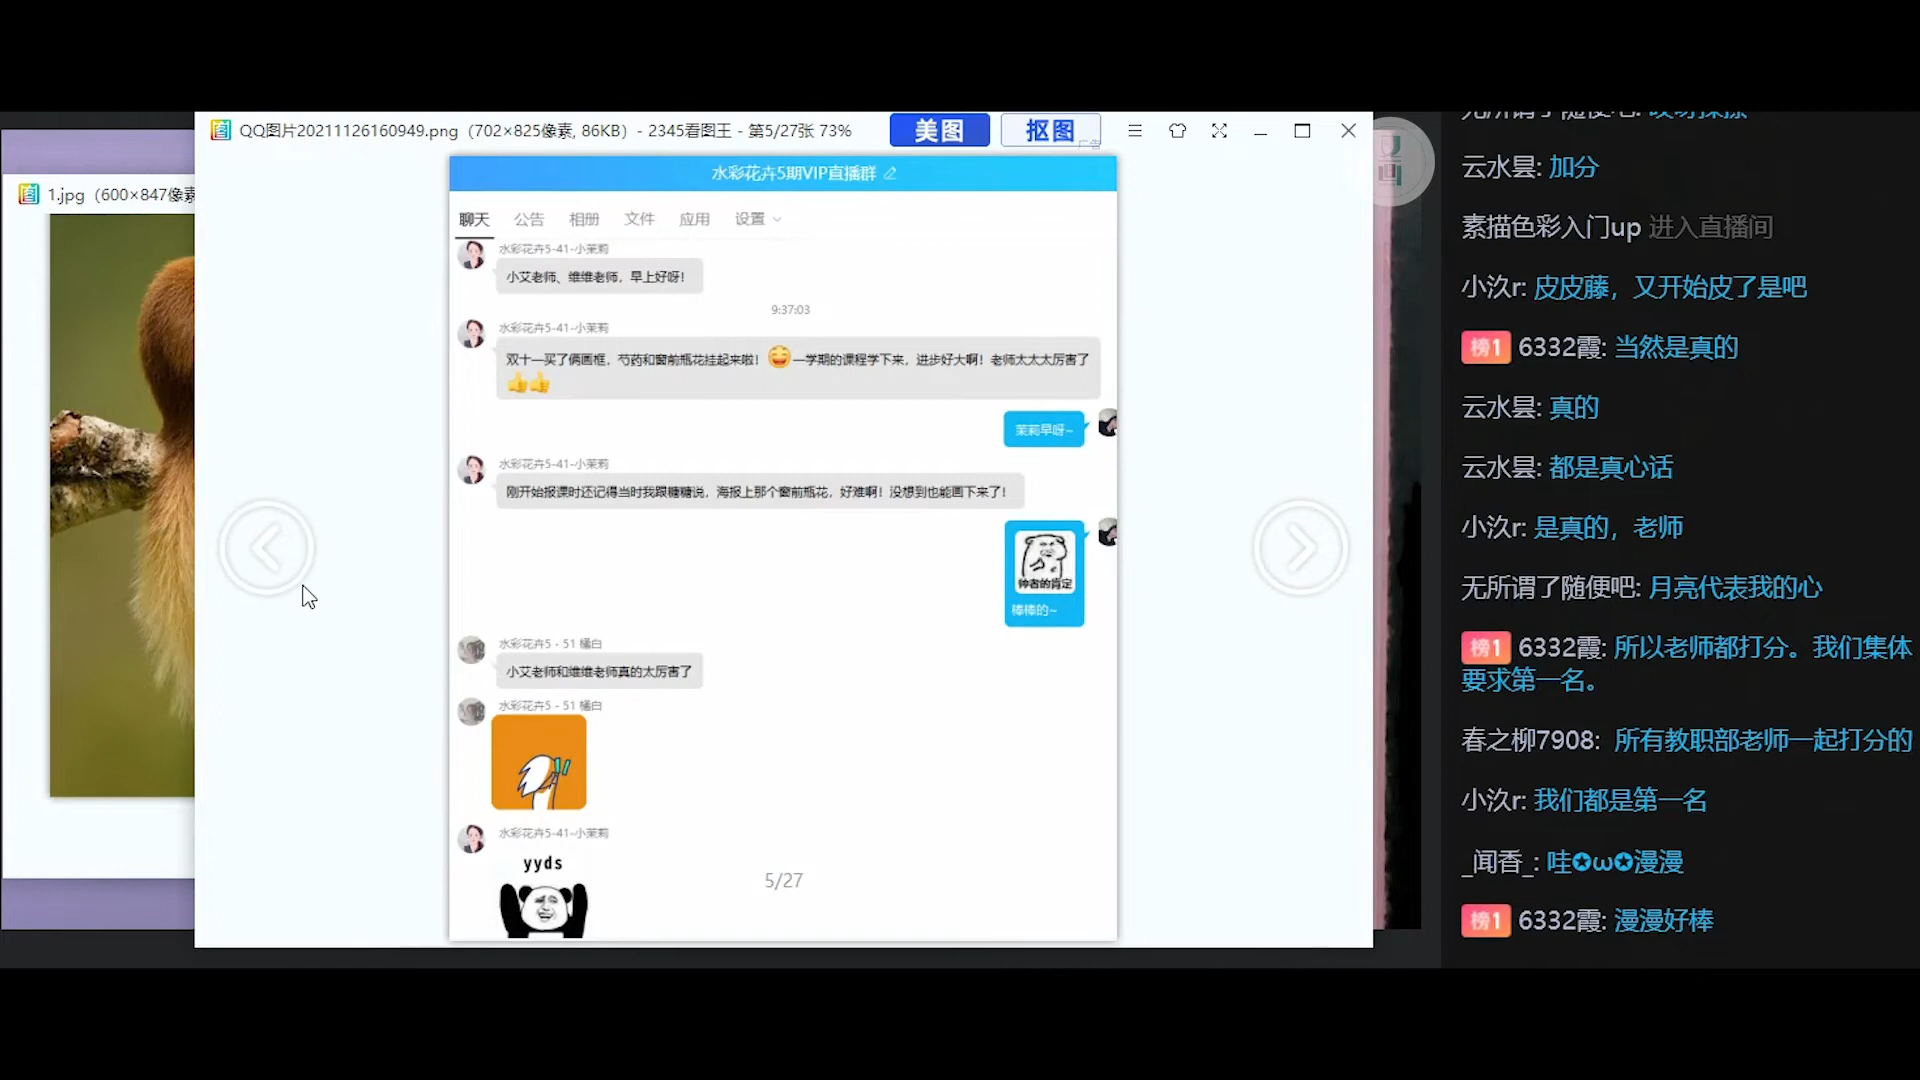 QQ图片20211126160949.png（702×825像素, 86KB）- 2345看图王 - 第5/27张 73%
美图
抠图
广告
1.jpg（600×847像素
水彩花卉5期VIP直播群
聊天 公告 相册 文件 应用 设置
水彩花卉5-41-小茉莉
小艾老师、维维老师，早上好呀！
9:37:03
水彩花卉5-41-小茉莉
双十一买了俩画框，芍药和窗前瓶花挂起来啦！😄一学期的课程学下来，进步好大啊！老师太太太厉害了
👍👍
茉莉早呀~
水彩花卉5-41-小茉莉
刚开始报课时还记得当时我跟糖糖说，海报上那个窗前瓶花，好难啊！没想到也能画下来了！
帅者的肯定
棒棒的~
水彩花卉5 - 51 橘白
小艾老师和维维老师真的太厉害了
水彩花卉5 - 51 橘白
水彩花卉5-41-小茉莉
yyds
5/27
云水昙: 加分
素描色彩入门up 进入直播间
小汣r: 皮皮藤，又开始皮了是吧
榜1 6332霞: 当然是真的
云水昙: 真的
云水昙: 都是真心话
小汣r: 是真的，老师
无所谓了随便吧: 月亮代表我的心
榜1 6332霞: 所以老师都打分。我们集体
要求第一名。
春之柳7908: 所有教职部老师一起打分的
小汣r: 我们都是第一名
_闻香_: 哇✪ω✪漫漫
榜1 6332霞: 漫漫好棒